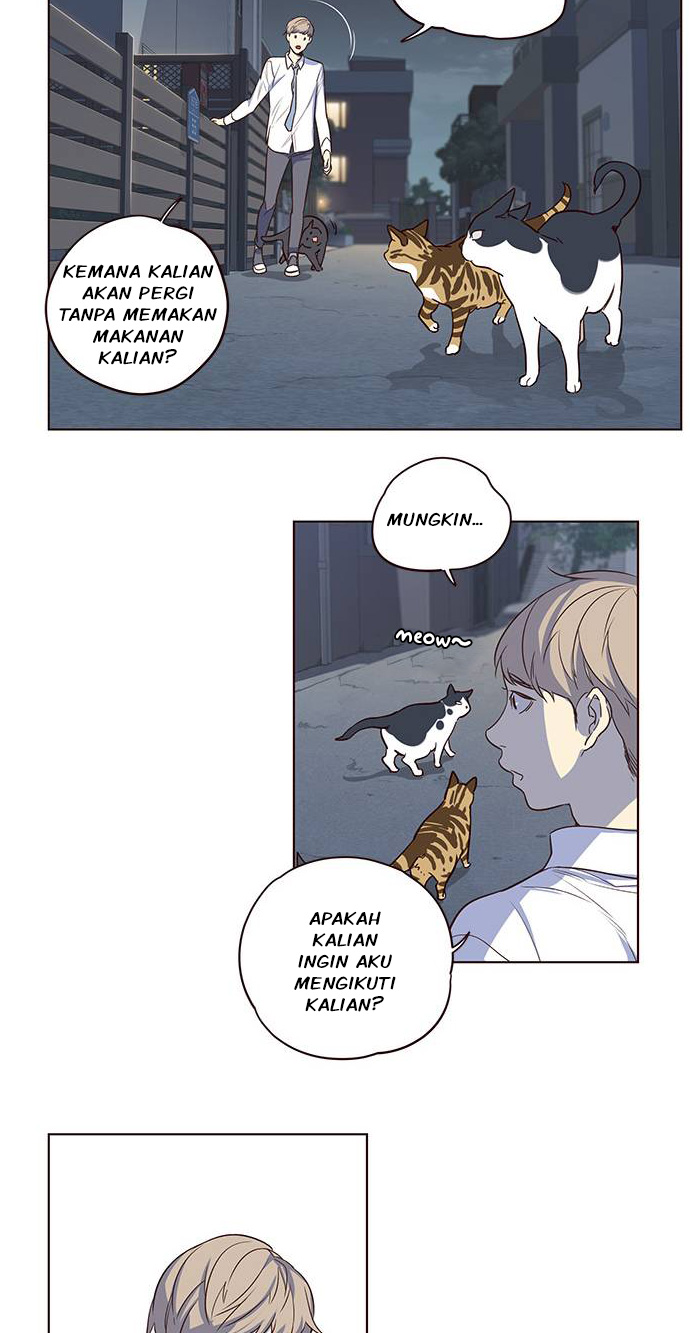 KEMANA KALIAN
AKAN PERGI
TANPA MEMAKAN
MAKANAN
KALIAN?
MUNGKIN...
meow~
APAKAH
KALIAN
INGIN AKU
MENGIKUTI
KALIAN?